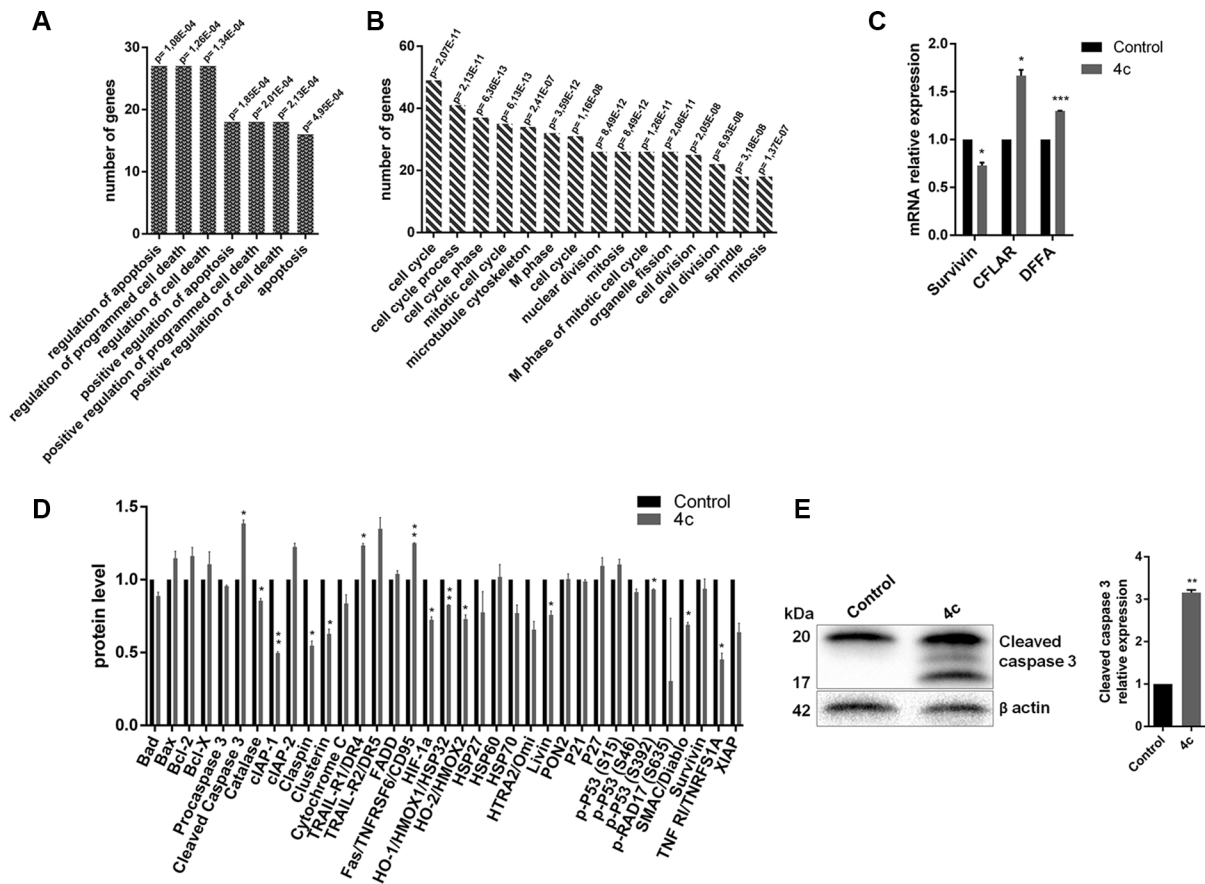 A
number of genes
30
20
10
0
p= 1,08E-04
p= 1,26E-04
p= 1,34E-04
p= 1,85E-04
p= 2,01E-04
p= 2,13E-04
p= 4,95E-04
regulation of apoptosis
regulation of programmed cell death
regulation of cell death
positive regulation of apoptosis
positive regulation of programmed cell death
positive regulation of cell death
apoptosis
B
number of genes
60
40
20
0
p= 2,07E-11
p= 2,13E-11
p= 6,36E-13
p= 6,13E-13
p= 2,41E-07
p= 3,59E-12
p= 1,16E-08
p= 8,49E-12
p= 8,49E-12
p= 1,26E-11
p= 2,06E-11
p= 2,05E-08
p= 6,93E-08
p= 3,18E-08
p= 1,37E-07
cell cycle
cell cycle process
cell cycle phase
mitotic cell cycle
microtubule cytoskeleton
M phase
cell cycle
nuclear division
mitosis
M phase of mitotic cell cycle
organelle fission
cell division
cell division
spindle
mitosis
C
mRNA relative expression
2.0
1.5
1.0
0.5
0.0
*
*
***
Control
4c
Survivin
CFLAR
DFFA
D
protein level
1.5
1.0
0.5
0.0
Control
4c
*
*
**
*
*
*
**
*
**
*
*
*
*
*
Bad
Bax
Bcl-2
Bcl-X
Procaspase 3
Cleaved Caspase 3
Catalase
cIAP-1
cIAP-2
Claspin
Clusterin
Cytochrome C
TRAIL-R1/DR4
TRAIL-R2/DR5
FADD
Fas/TNFRSF6/CD95
HIF-1a
HO-1/HMOX1/HSP32
HO-2/HMOX2
HSP27
HSP60
HSP70
HTRA2/Omi
Livin
PON2
P21
P27
p-P53 (S15)
p-P53 (S46)
p-P53 (S392)
p-RAD17 (S635)
SMAC/Diablo
Survivin
TNF RI/TNRFS1A
XIAP
E
kDa
Control
4c
20
17
42
Cleaved
caspase 3
β actin
Cleaved caspase 3
relative expression
4
3
2
1
0
**
Control
4c